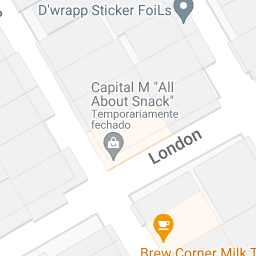 D'wrapp Sticker FoiLs
Capital M "All
About Snack"
Temporariamente
fechado
London
Brew Corner Milk T